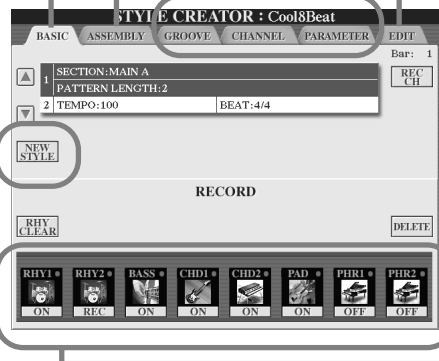 STYLE CREATOR : Cool8Beat
BASIC ASSEMBLY GROOVE CHANNEL PARAMETER EDIT
Bar: 1
1 SECTION:MAIN A
PATTERN LENGTH:2
REC CH
2 TEMPO:100 BEAT:4/4
NEW STYLE
RECORD
RHY CLEAR
DELETE
RHY1 RHY2 BASS CHD1 CHD2 PAD PHR1 PHR2
ON REC ON ON ON ON OFF OFF